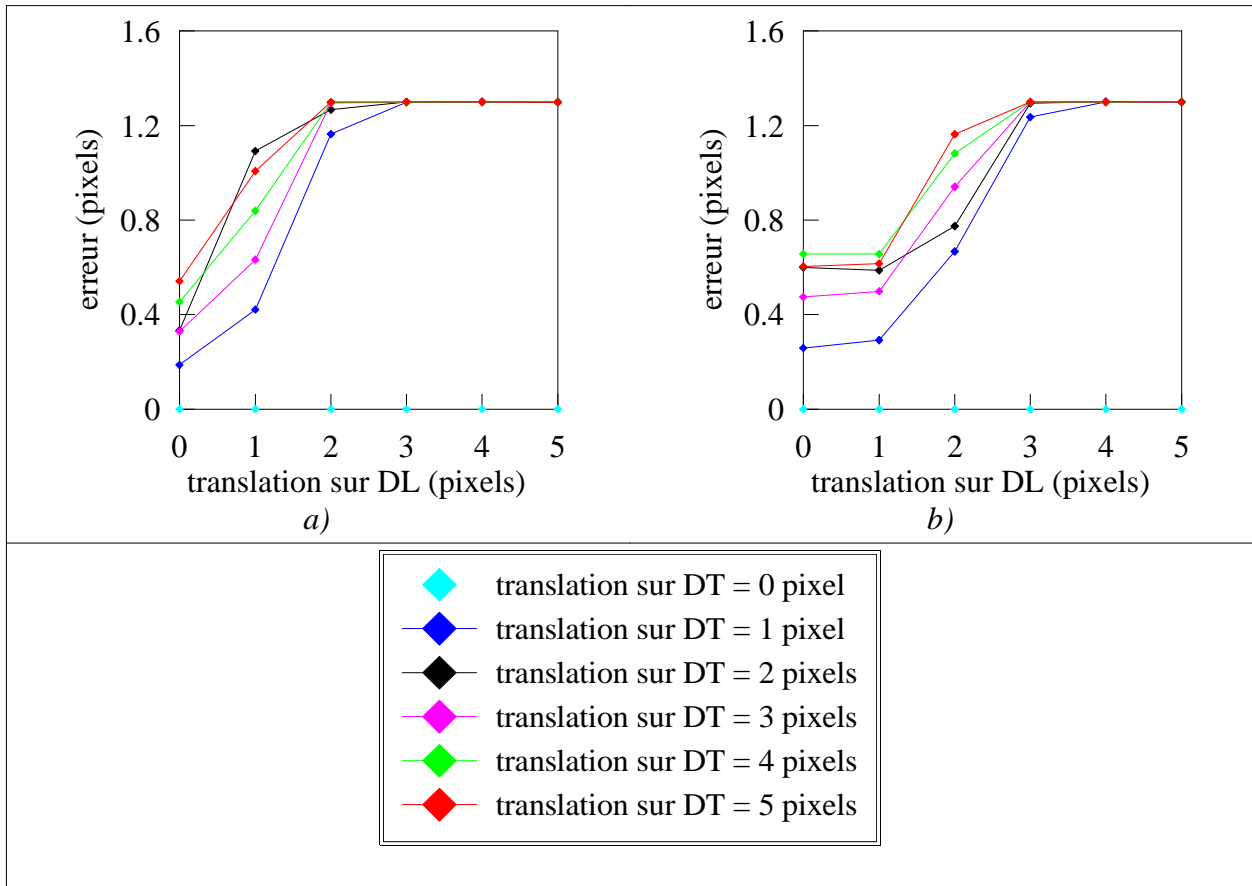 1.6
1.2
0.8
0.4
0
erreur (pixels)
0 1 2 3 4 5
translation sur DL (pixels)
a)
1.6
1.2
0.8
0.4
0
erreur (pixels)
0 1 2 3 4 5
translation sur DL (pixels)
b)
translation sur DT = 0 pixel
translation sur DT = 1 pixel
translation sur DT = 2 pixels
translation sur DT = 3 pixels
translation sur DT = 4 pixels
translation sur DT = 5 pixels